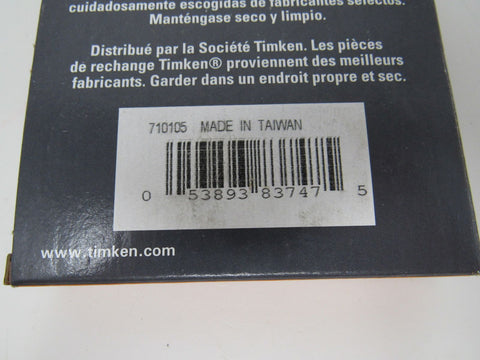 cuidadosamente escogidas de fabricantes selectos.
Manténgase seco y limpio.
Distribué par la Société Timken. Les pièces
de rechange Timken® proviennent des meilleurs
fabricants. Garder dans un endroit propre et sec.
710105 MADE IN TAIWAN
0 53893 83747 5
www.timken.com